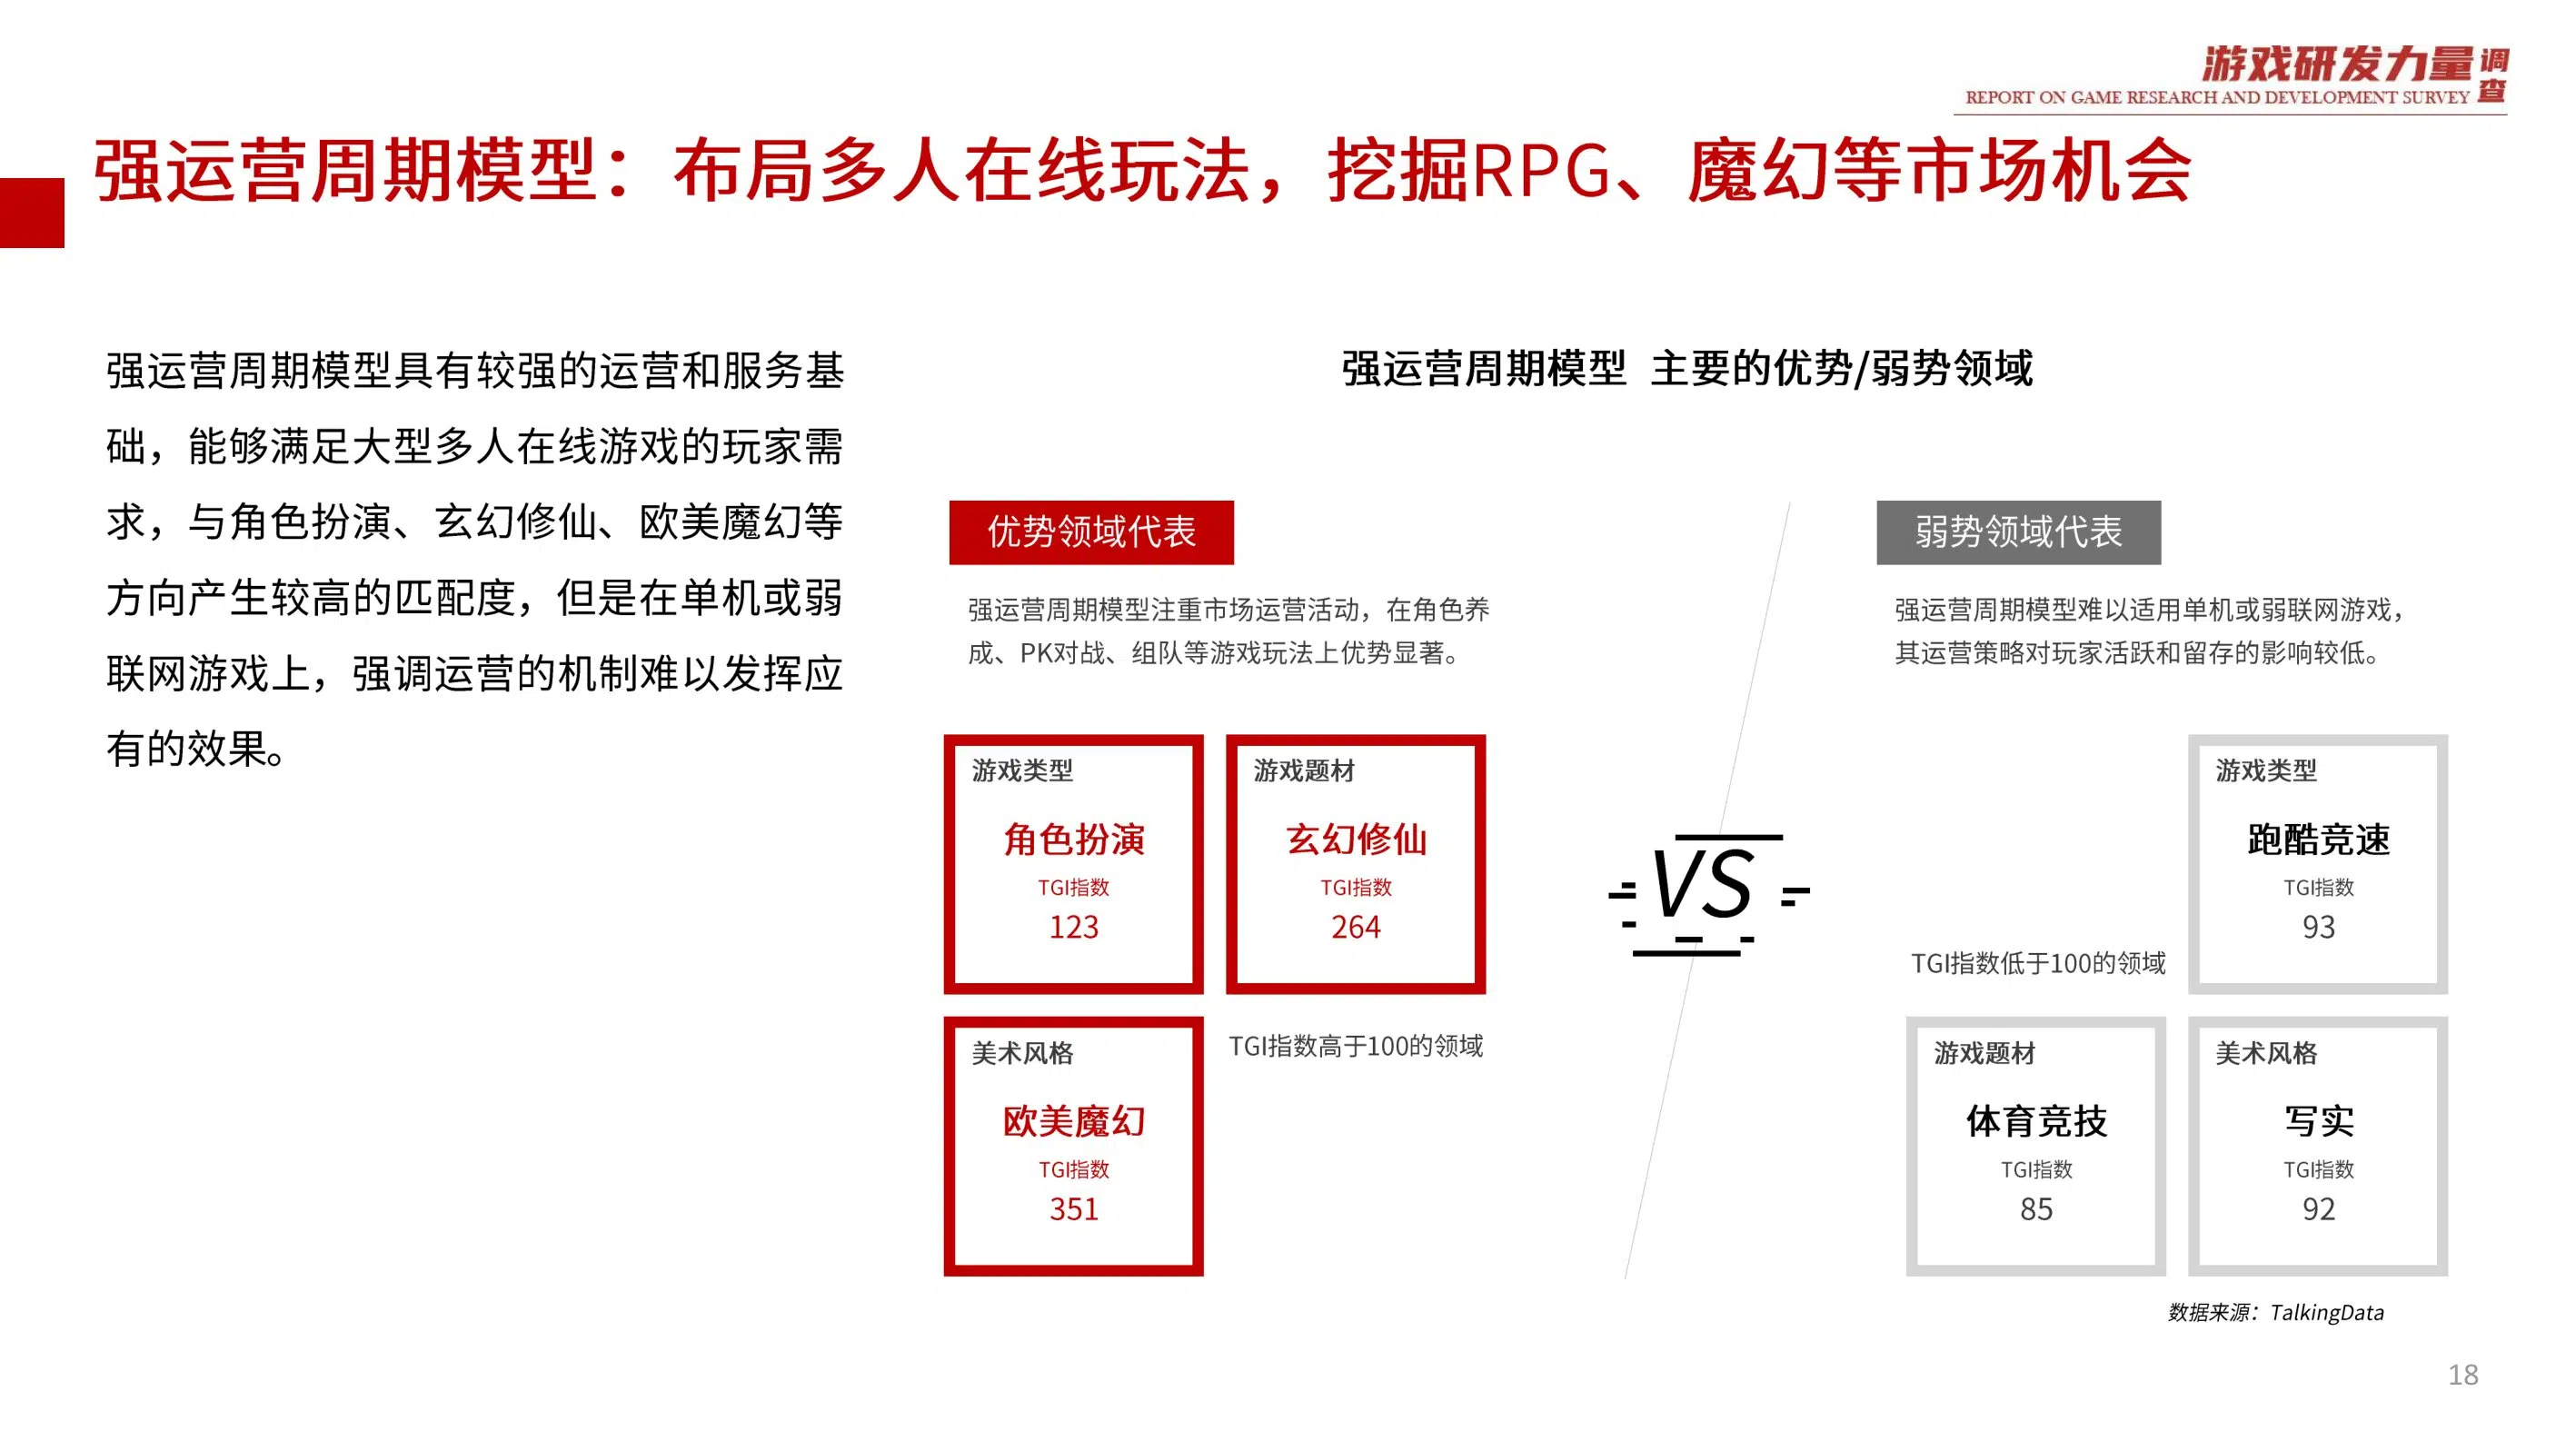 游戏研发力量调查
REPORT ON GAME RESEARCH AND DEVELOPMENT SURVEY
强运营周期模型：布局多人在线玩法，挖掘RPG、魔幻等市场机会
强运营周期模型具有较强的运营和服务基
础，能够满足大型多人在线游戏的玩家需
求，与角色扮演、玄幻修仙、欧美魔幻等
方向产生较高的匹配度，但是在单机或弱
联网游戏上，强调运营的机制难以发挥应
有的效果。
强运营周期模型 主要的优势/弱势领域
优势领域代表
强运营周期模型注重市场运营活动，在角色养
成、PK对战、组队等游戏玩法上优势显著。
游戏类型
角色扮演
TGI指数
123
游戏题材
玄幻修仙
TGI指数
264
美术风格
欧美魔幻
TGI指数
351
TGI指数高于100的领域
VS
弱势领域代表
强运营周期模型难以适用单机或弱联网游戏，
其运营策略对玩家活跃和留存的影响较低。
游戏类型
跑酷竞速
TGI指数
93
TGI指数低于100的领域
游戏题材
体育竞技
TGI指数
85
美术风格
写实
TGI指数
92
数据来源：TalkingData
18